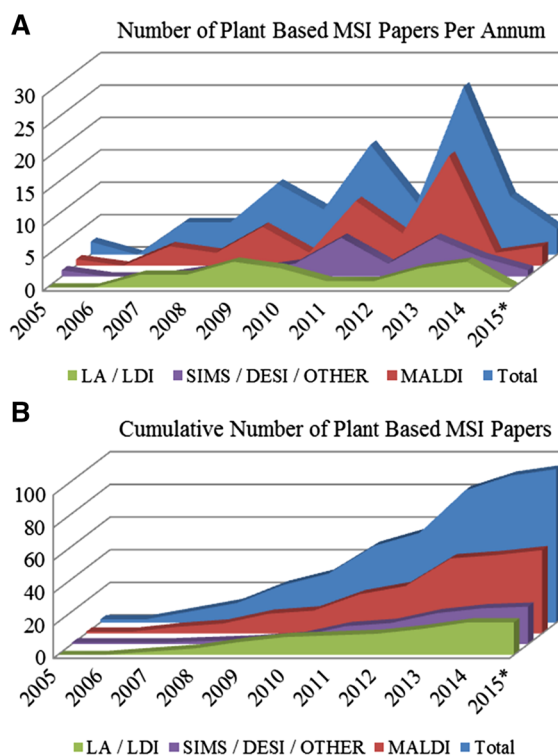 A
Number of Plant Based MSI Papers Per Annum
30
25
20
15
10
5
0
2005 2006 2007 2008 2009 2010 2011 2012 2013 2014 2015*
LA / LDI SIMS / DESI / OTHER MALDI Total
B
Cumulative Number of Plant Based MSI Papers
100
80
60
40
20
0
2005 2006 2007 2008 2009 2010 2011 2012 2013 2014 2015*
LA / LDI SIMS / DESI / OTHER MALDI Total